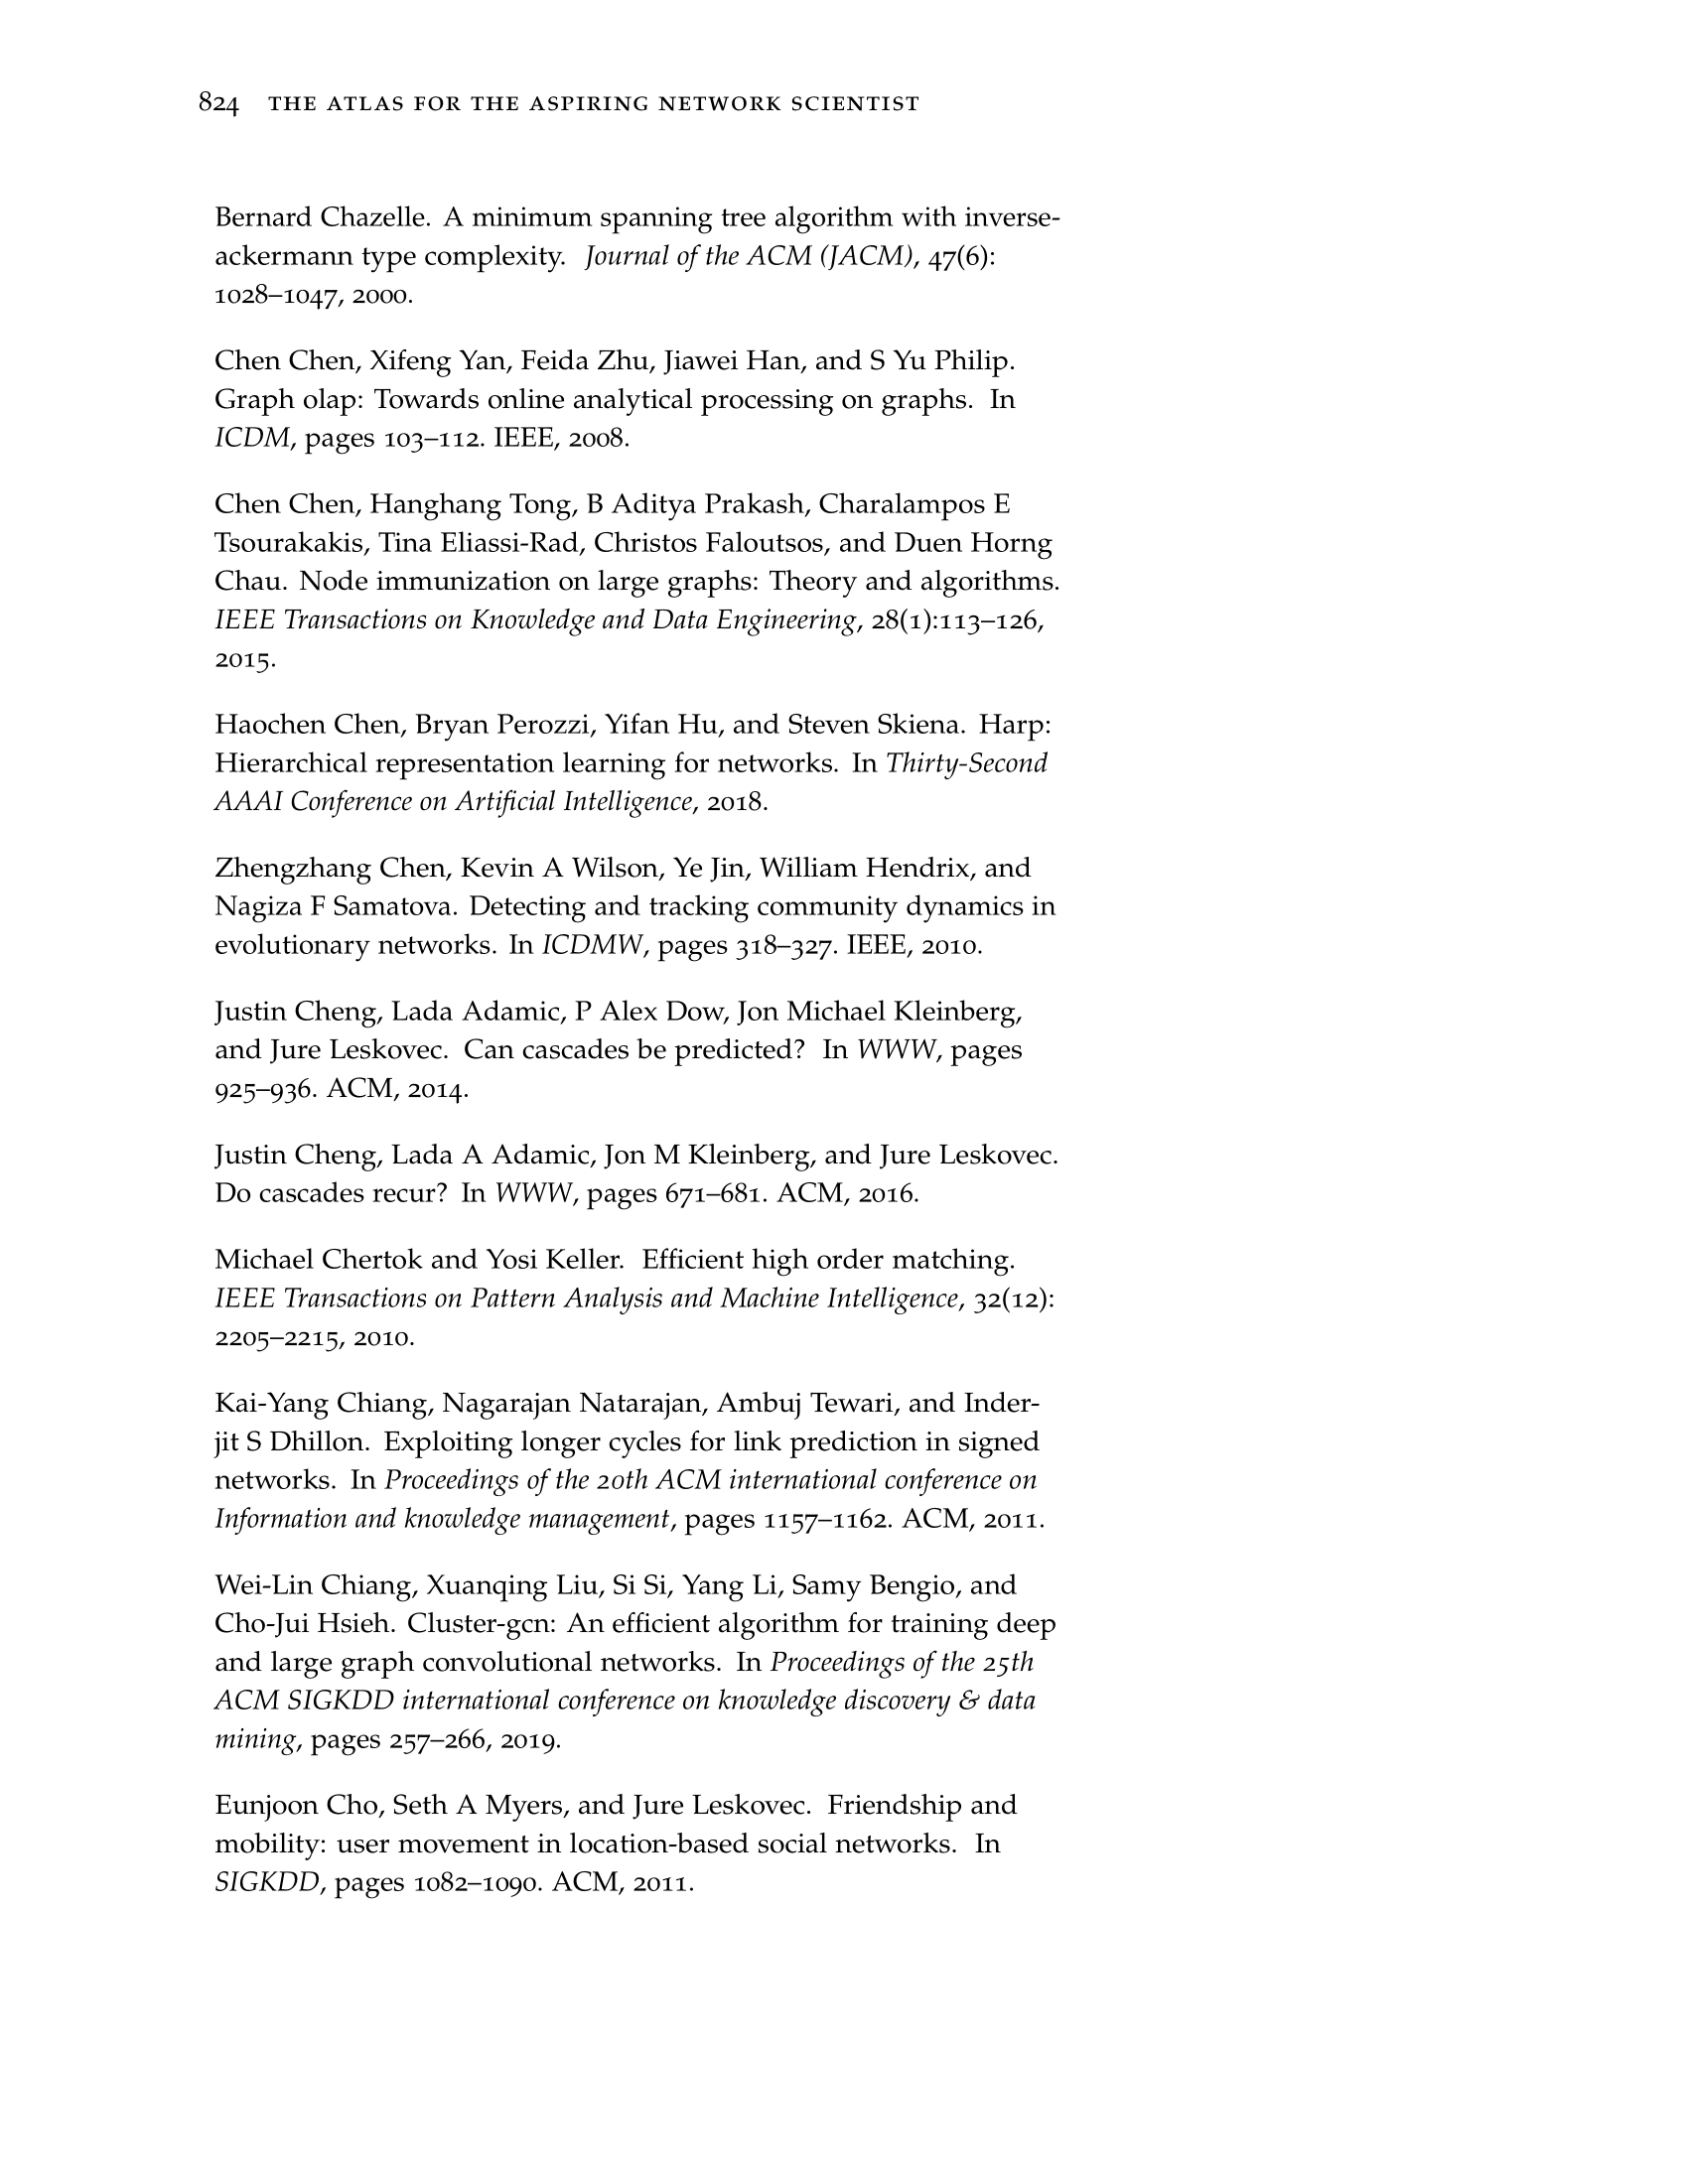 824 THE ATLAS FOR THE ASPIRING NETWORK SCIENTIST
Bernard Chazelle. A minimum spanning tree algorithm with inverse-
ackermann type complexity. Journal of the ACM (JACM), 47(6):
1028–1047, 2000.
Chen Chen, Xifeng Yan, Feida Zhu, Jiawei Han, and S Yu Philip.
Graph olap: Towards online analytical processing on graphs. In
ICDM, pages 103–112. IEEE, 2008.
Chen Chen, Hanghang Tong, B Aditya Prakash, Charalampos E
Tsourakakis, Tina Eliassi-Rad, Christos Faloutsos, and Duen Horng
Chau. Node immunization on large graphs: Theory and algorithms.
IEEE Transactions on Knowledge and Data Engineering, 28(1):113–126,
2015.
Haochen Chen, Bryan Perozzi, Yifan Hu, and Steven Skiena. Harp:
Hierarchical representation learning for networks. In Thirty-Second
AAAI Conference on Artificial Intelligence, 2018.
Zhengzhang Chen, Kevin A Wilson, Ye Jin, William Hendrix, and
Nagiza F Samatova. Detecting and tracking community dynamics in
evolutionary networks. In ICDMW, pages 318–327. IEEE, 2010.
Justin Cheng, Lada Adamic, P Alex Dow, Jon Michael Kleinberg,
and Jure Leskovec. Can cascades be predicted? In WWW, pages
925–936. ACM, 2014.
Justin Cheng, Lada A Adamic, Jon M Kleinberg, and Jure Leskovec.
Do cascades recur? In WWW, pages 671–681. ACM, 2016.
Michael Chertok and Yosi Keller. Efficient high order matching.
IEEE Transactions on Pattern Analysis and Machine Intelligence, 32(12):
2205–2215, 2010.
Kai-Yang Chiang, Nagarajan Natarajan, Ambuj Tewari, and Inder-
jit S Dhillon. Exploiting longer cycles for link prediction in signed
networks. In Proceedings of the 20th ACM international conference on
Information and knowledge management, pages 1157–1162. ACM, 2011.
Wei-Lin Chiang, Xuanqing Liu, Si Si, Yang Li, Samy Bengio, and
Cho-Jui Hsieh. Cluster-gcn: An efficient algorithm for training deep
and large graph convolutional networks. In Proceedings of the 25th
ACM SIGKDD international conference on knowledge discovery & data
mining, pages 257–266, 2019.
Eunjoon Cho, Seth A Myers, and Jure Leskovec. Friendship and
mobility: user movement in location-based social networks. In
SIGKDD, pages 1082–1090. ACM, 2011.